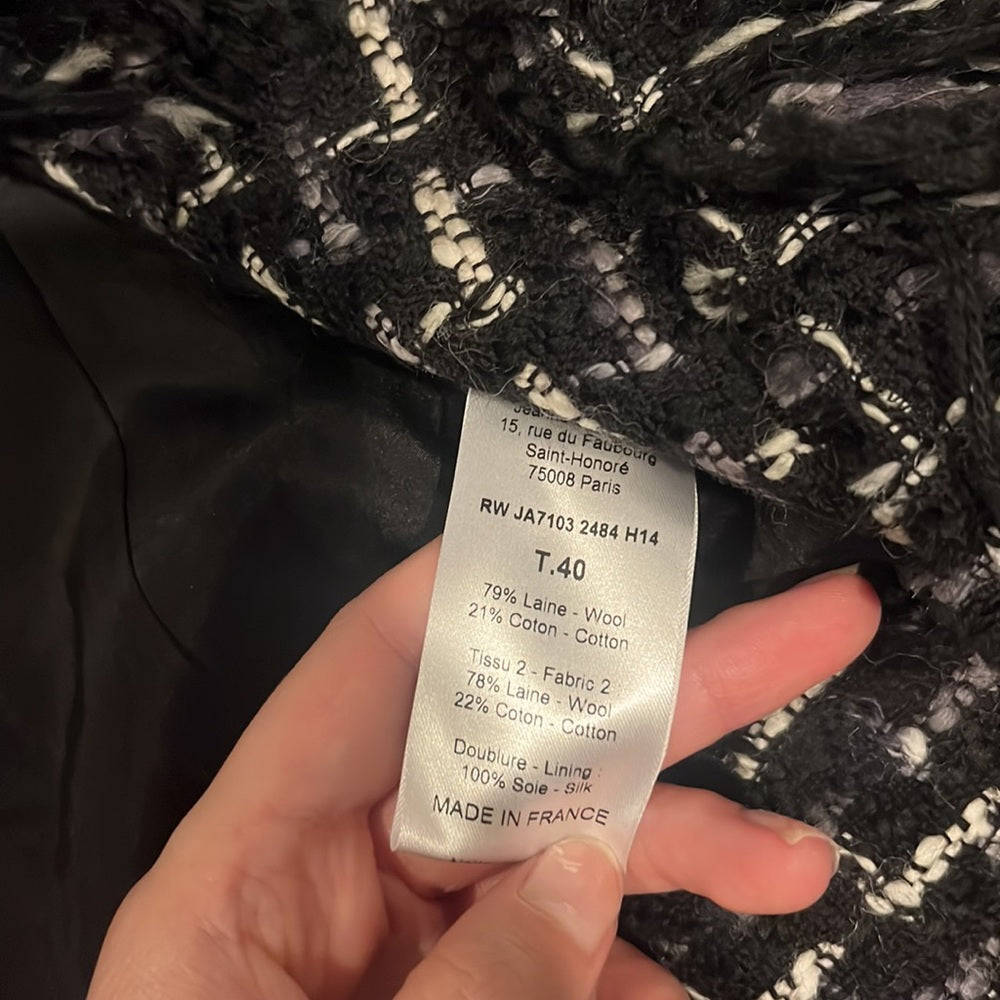 15, rue du Faubourg
Saint-Honoré
75008 Paris
RW JA7103 2484 H14
T.40
79% Laine - Wool
21% Coton - Cotton
Tissu 2 - Fabric 2
78% Laine - Wool
22% Coton - Cotton
Doublure - Lining :
100% Soie - Silk
MADE IN FRANCE